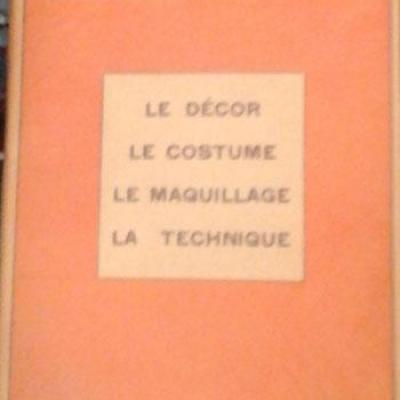 LE DÉCOR
LE COSTUME
LE MAQUILLAGE
LA TECHNIQUE